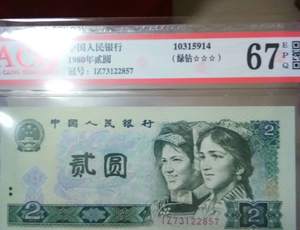 中国人民银行 10315914
1980年贰圆 (绿钻☆☆☆)
冠号: IZ73122857
67 EPQ
中国人民银行 2
贰圆
IZ73122857
2 2